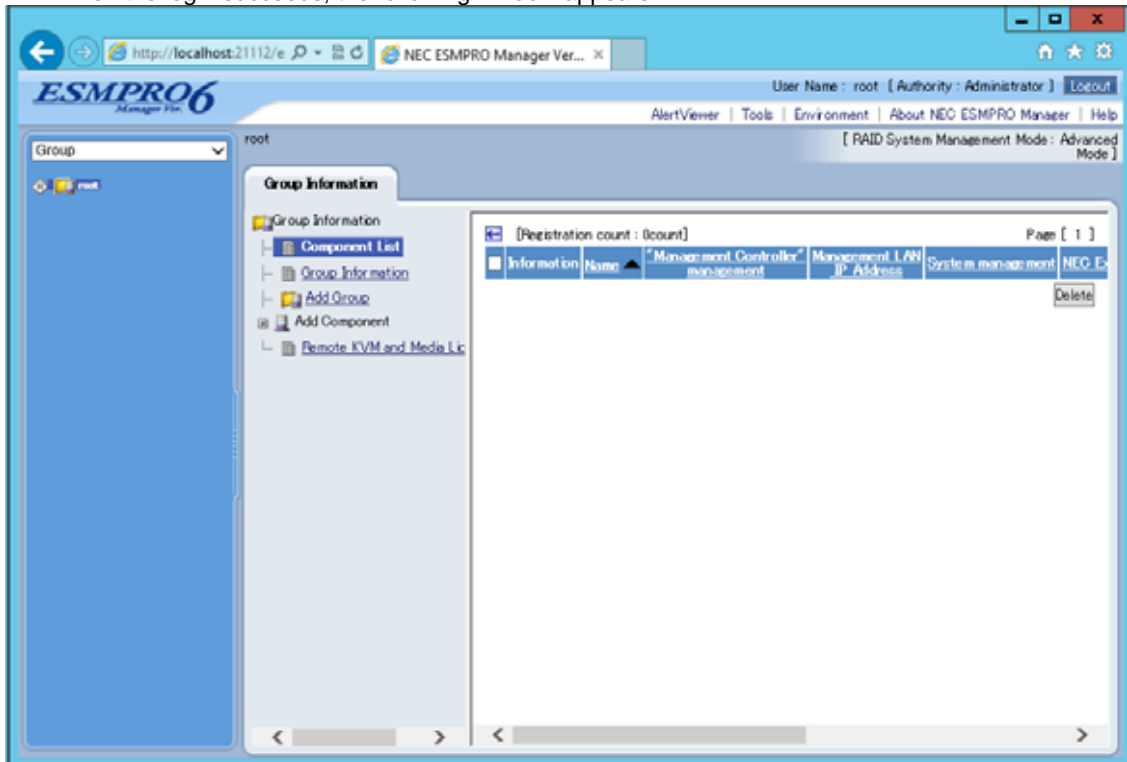 http://localhost:21112/e
NEC ESMPRO Manager Ver...
ESMPRO6
Manager Ver.
User Name : root [ Authority : Administrator ] Logout
AlertViewer | Tools | Environment | About NEC ESMPRO Manager | Help
Group
root
root
[ RAID System Management Mode : Advanced
Mode ]
Group Information
Group Information
Component List
Group Information
Add Group
Add Component
Remote KVM and Media Lic
[Registration count : 0count]
Page [ 1 ]
Information Name "Management Controller" management Management LAN IP Address System management NEC Ex
Delete